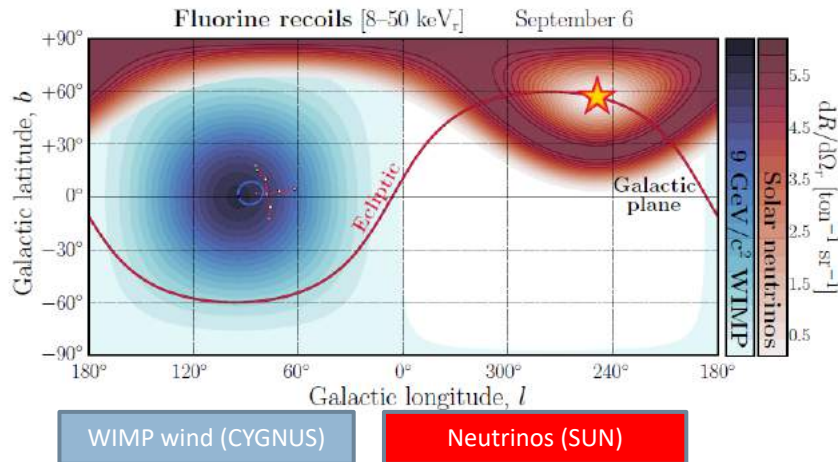 Fluorine recoils [8–50 keVᵣ] September 6
+90°
+60°
+30°
0°
−30°
−60°
−90°
Galactic latitude, b
Ecliptic
Galactic
plane
180°
120°
60°
0°
300°
240°
180°
Galactic longitude, l
9 GeV/c² WIMP
Solar neutrinos
5.5
4.5
3.5
2.5
1.5
0.5
dR/dΩᵣ [ton⁻¹ sr⁻¹]
WIMP wind (CYGNUS)
Neutrinos (SUN)